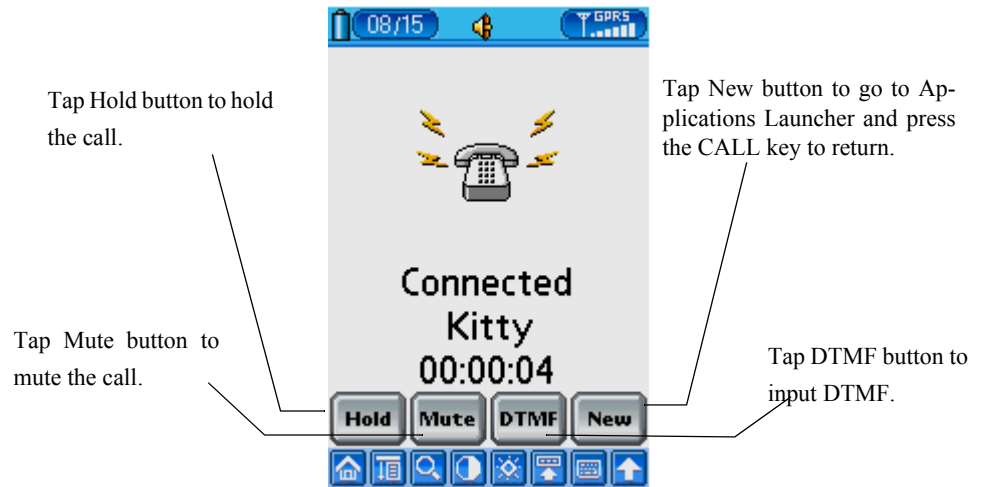 08/15
GPRS
Tap Hold button to hold
the call.
Tap New button to go to Ap-
plications Launcher and press
the CALL key to return.
Connected
Kitty
00:00:04
Tap Mute button to
mute the call.
Tap DTMF button to
input DTMF.
Hold Mute DTMF New